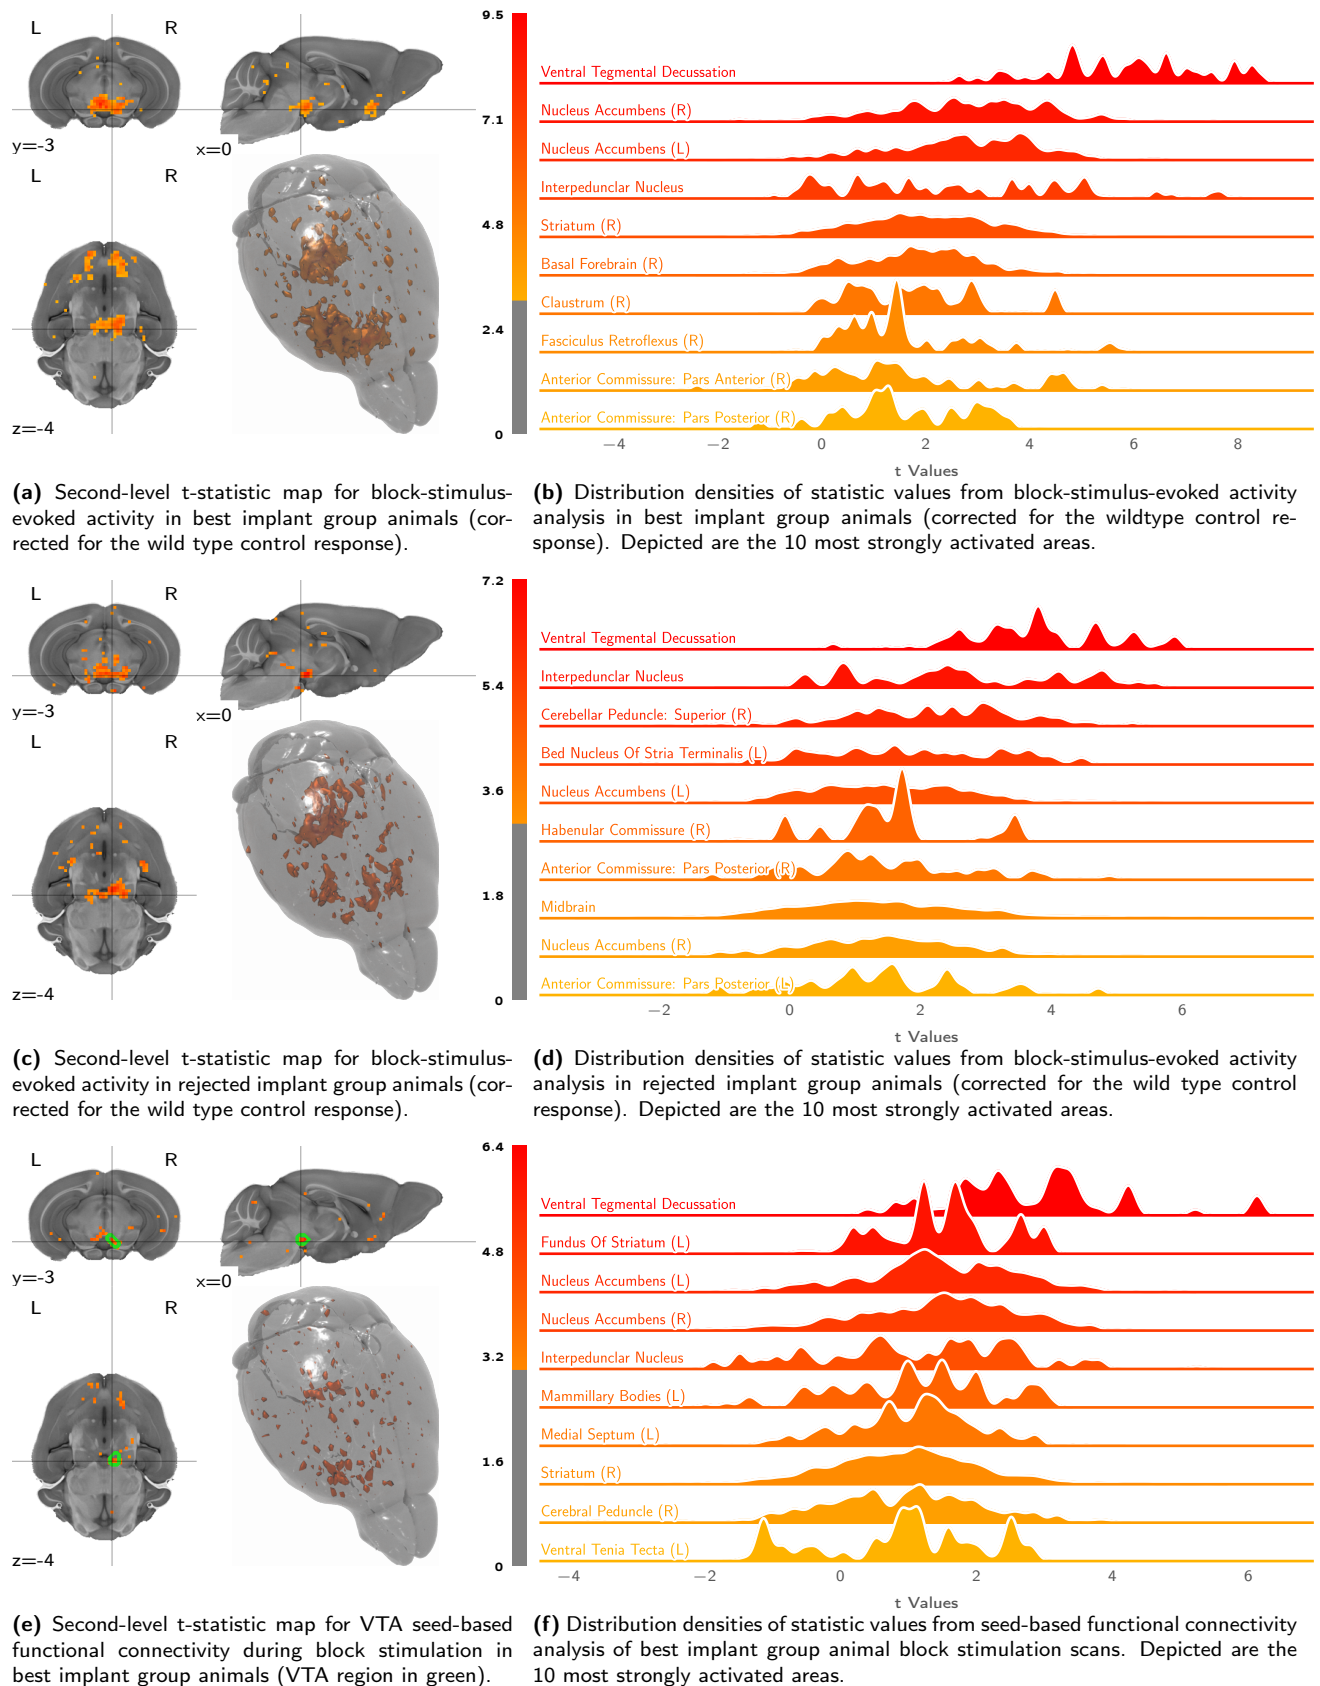 L
R
y=-3
x=0
L
R
z=-4
9.5
7.1
4.8
2.4
0
Ventral Tegmental Decussation
Nucleus Accumbens (R)
Nucleus Accumbens (L)
Interpeduncular Nucleus
Striatum (R)
Basal Forebrain (R)
Claustrum (R)
Fasciculus Retroflexus (R)
Anterior Commissure: Pars Anterior (R)
Anterior Commissure: Pars Posterior (R)
−4 −2 0 2 4 6 8
t Values
(a) Second-level t-statistic map for block-stimulus-
evoked activity in best implant group animals (cor-
rected for the wild type control response).
(b) Distribution densities of statistic values from block-stimulus-evoked activity
analysis in best implant group animals (corrected for the wildtype control re-
sponse). Depicted are the 10 most strongly activated areas.
L
R
y=-3
x=0
L
R
z=-4
7.2
5.4
3.6
1.8
0
Ventral Tegmental Decussation
Interpedunclar Nucleus
Cerebellar Peduncle: Superior (R)
Bed Nucleus Of Stria Terminalis (L)
Nucleus Accumbens (L)
Habenular Commissure (R)
Anterior Commissure: Pars Posterior (R)
Midbrain
Nucleus Accumbens (R)
Anterior Commissure: Pars Posterior (L)
−2 0 2 4 6
t Values
(c) Second-level t-statistic map for block-stimulus-
evoked activity in rejected implant group animals (cor-
rected for the wild type control response).
(d) Distribution densities of statistic values from block-stimulus-evoked activity
analysis in rejected implant group animals (corrected for the wild type control
response). Depicted are the 10 most strongly activated areas.
L
R
y=-3
x=0
L
R
z=-4
6.4
4.8
3.2
1.6
0
Ventral Tegmental Decussation
Fundus Of Striatum (L)
Nucleus Accumbens (L)
Nucleus Accumbens (R)
Interpedunclar Nucleus
Mammillary Bodies (L)
Medial Septum (L)
Striatum (R)
Cerebral Peduncle (R)
Ventral Tenia Tecta (L)
−4 −2 0 2 4 6
t Values
(e) Second-level t-statistic map for VTA seed-based
functional connectivity during block stimulation in
best implant group animals (VTA region in green).
(f) Distribution densities of statistic values from seed-based functional connectivity
analysis of best implant group animal block stimulation scans. Depicted are the
10 most strongly activated areas.